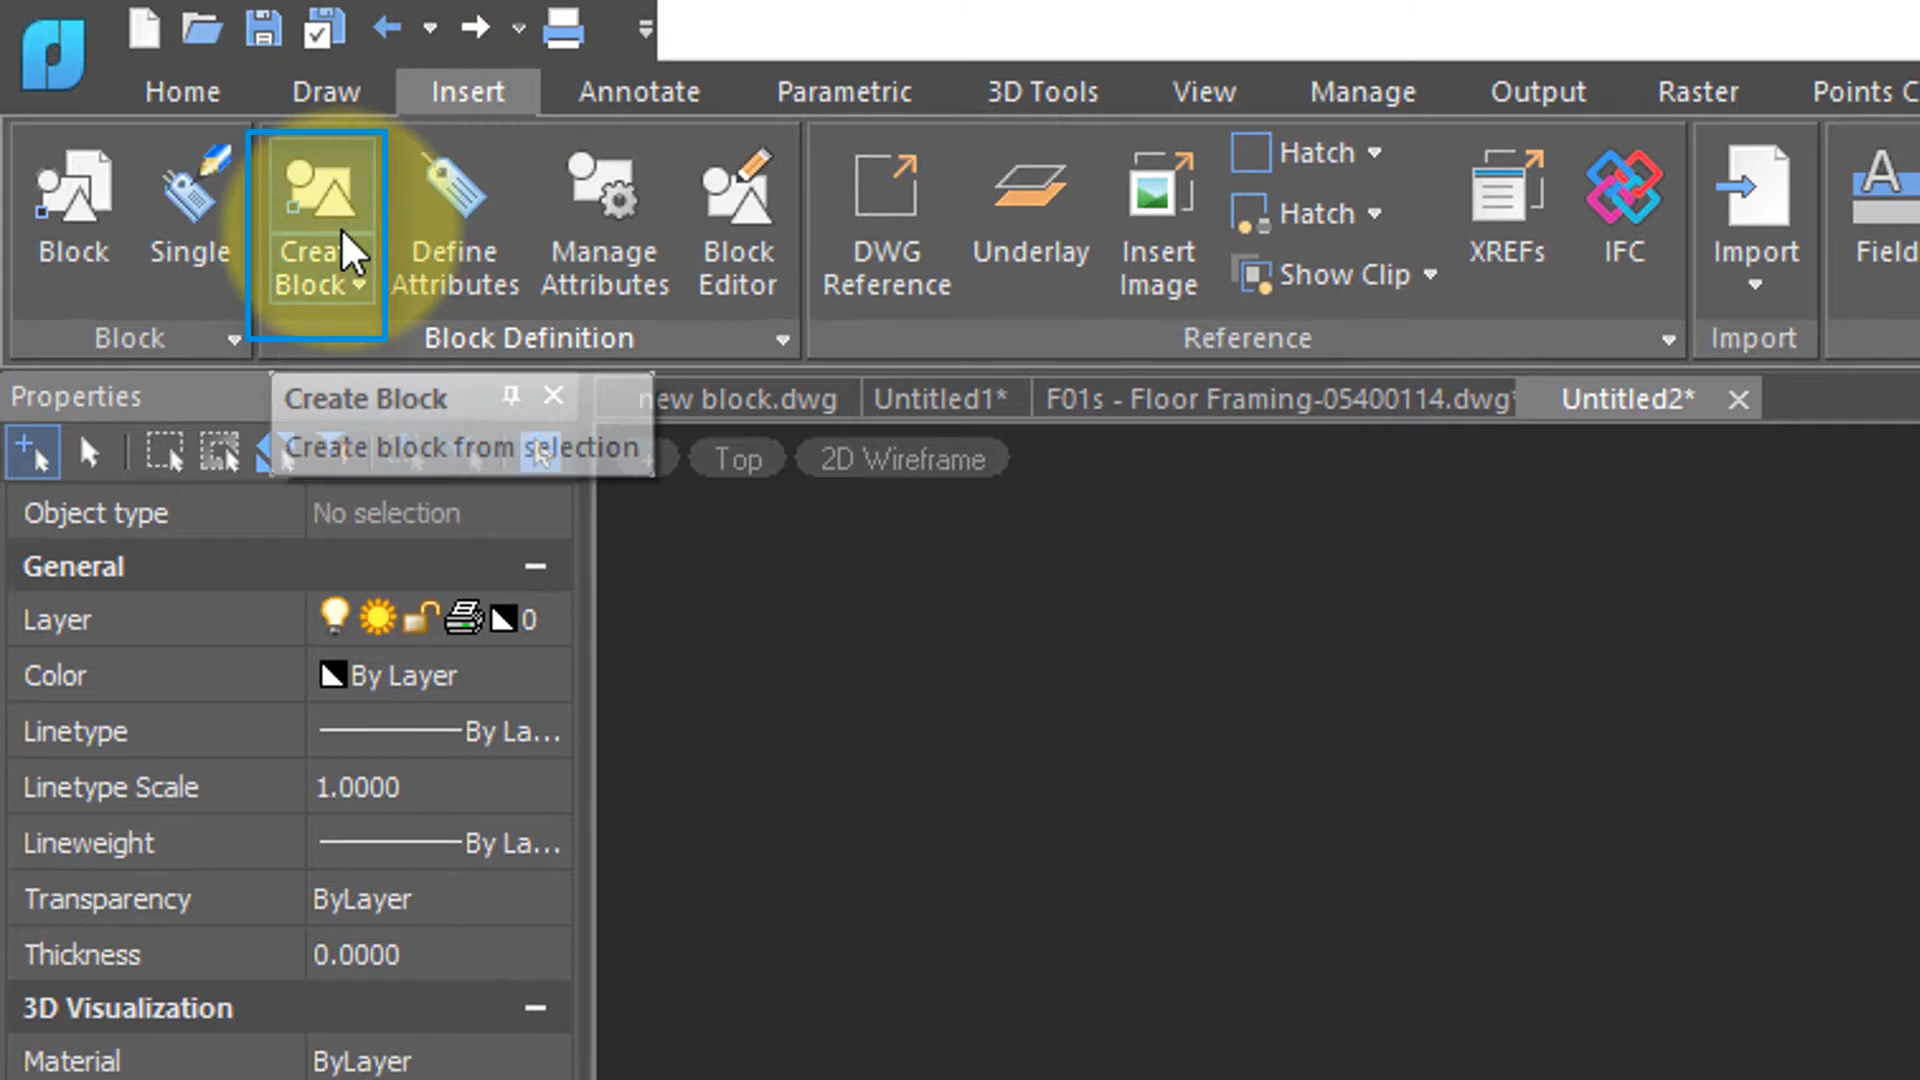 Home Draw Insert Annotate Parametric 3D Tools View Manage Output Raster Points C
Block
Single
Create
Block
Define
Attributes
Manage
Attributes
Block
Editor
DWG
Reference
Underlay
Insert
Image
Hatch
Hatch
Show Clip
XREFs
IFC
Import
Field
Block
Block Definition
Reference
Import
Properties
Create Block
Create block from selection
new block.dwg
Untitled1*
F01s - Floor Framing-05400114.dwg*
Untitled2*
Top
2D Wireframe
Object type No selection
General
Layer 0
Color By Layer
Linetype By La...
Linetype Scale 1.0000
Lineweight By La...
Transparency ByLayer
Thickness 0.0000
3D Visualization
Material ByLayer